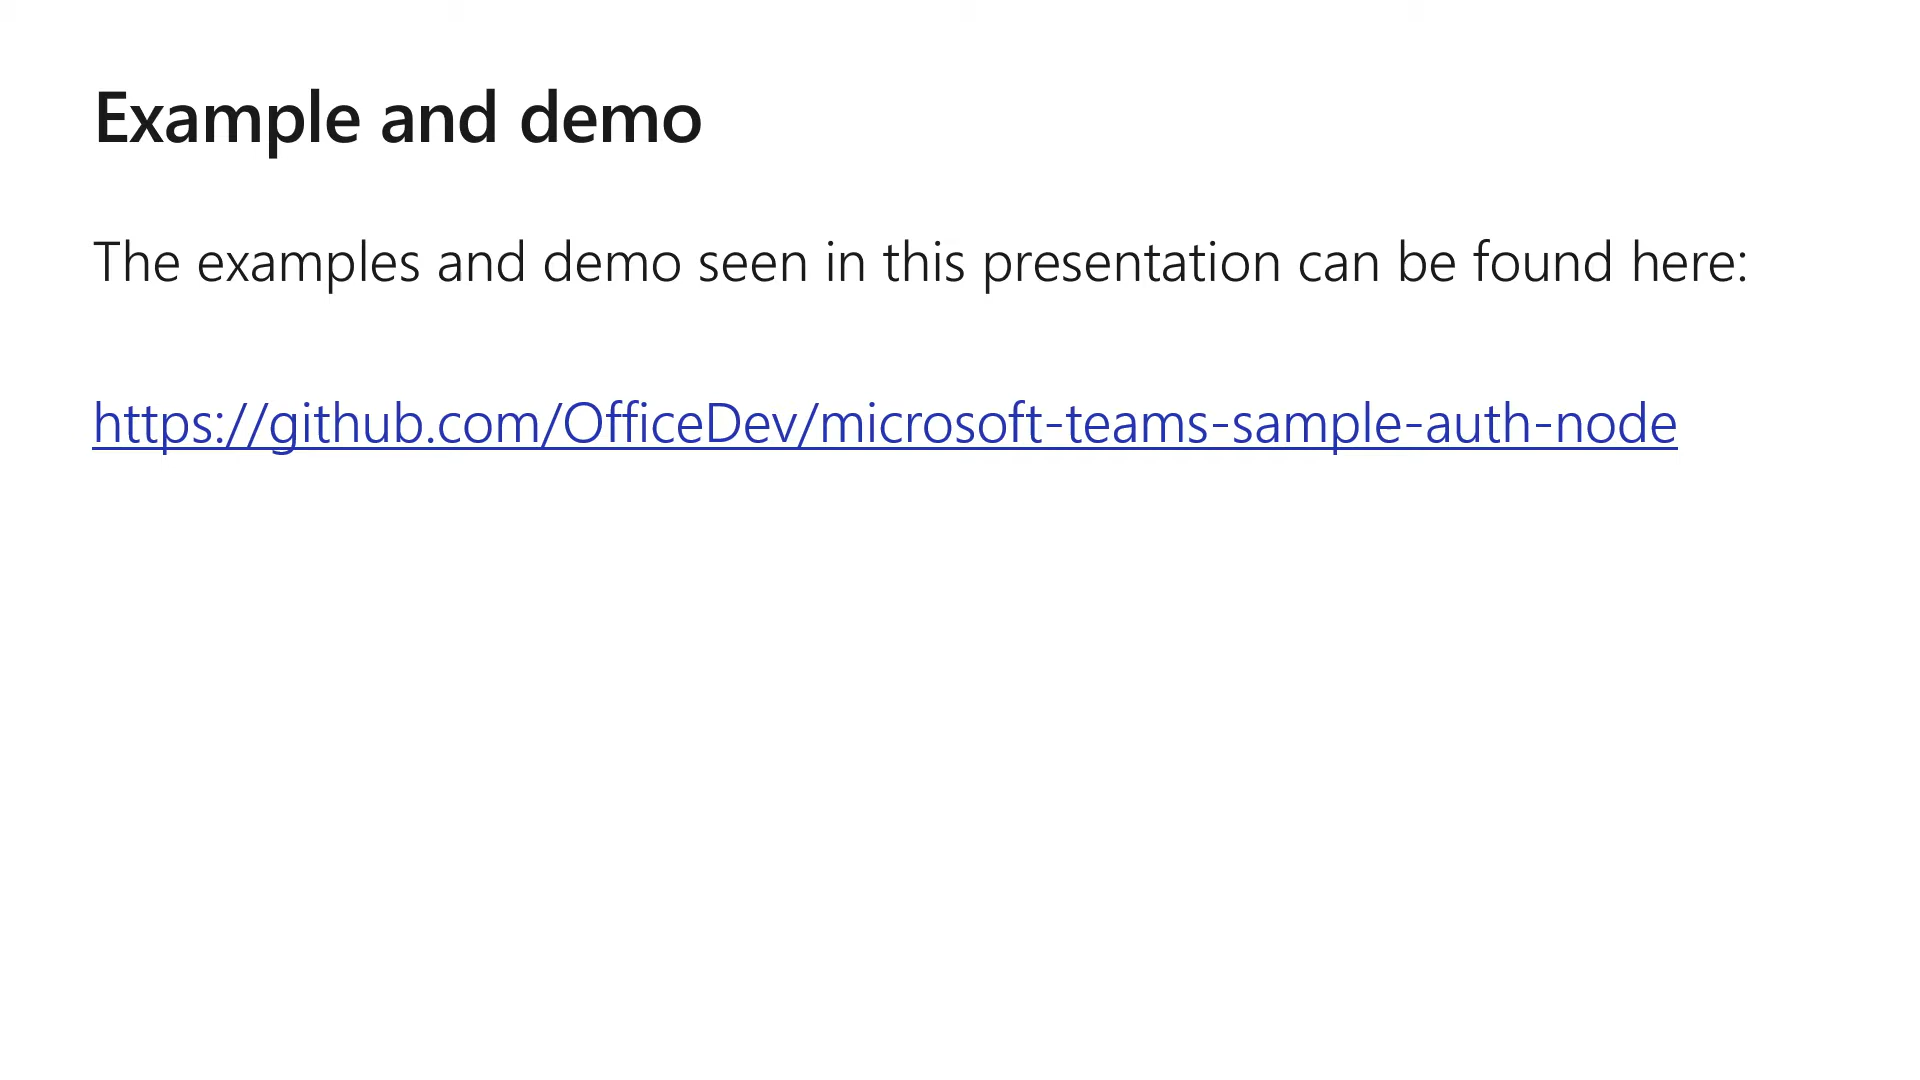 Example and demo
The examples and demo seen in this presentation can be found here:
https://github.com/OfficeDev/microsoft-teams-sample-auth-node